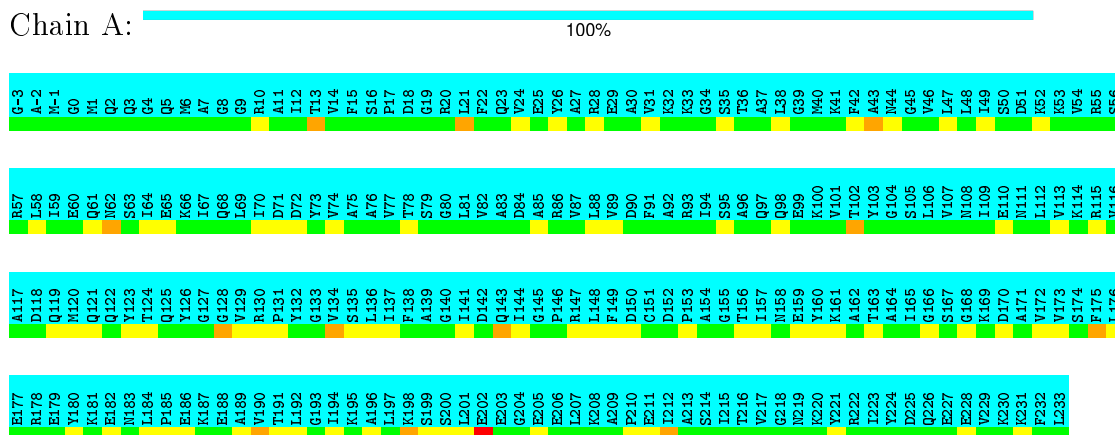 Chain A:
100%
G-3 A-2 M-1 G0 M1 Q2 Q3 G4 Q5 M6 A7 G8 G9 R10 A11 I12 T13 V14 F15 S16 P17 D18 G19 R20 L21 F22 Q23 V24 E25 Y26 A27 R28 E29 A30 V31 K32 K33 G34 S35 T36 A37 L38 G39 M40 K41 F42 A43 N44 G45 V46 L47 L48 I49 S50 D51 K52 K53 V54 R55 S56
R57 L58 I59 E60 Q61 N62 S63 I64 E65 K66 I67 Q68 L69 I70 I71 D72 Y73 V74 A75 A76 V77 T78 S79 G80 L81 V82 A83 D84 A85 R86 V87 L88 V89 D90 F91 A92 R93 I94 S95 A96 Q97 Q98 E99 K100 V101 T102 Y103 G104 S105 L106 V107 N108 I109 E110 N111 L112 V113 K114 R115 V116
A117 D118 Q119 M120 Q121 Q122 Y123 T124 Q125 Y126 G127 G128 V129 R130 P131 Y132 G133 V134 S135 L136 I137 F138 A139 G140 I141 D142 Q143 I144 G145 P146 R147 L148 F149 D150 C151 D152 P153 A154 G155 T156 I157 N158 E159 Y160 K161 A162 T163 A164 I165 G166 S167 G168 K169 D170 A171 V172 V173 S174 F175 L176
E177 R178 E179 Y180 K181 E182 N183 L184 P185 E186 K187 E188 A189 V190 T191 L192 G193 I194 K195 A196 L197 K198 S199 S200 L201 E202 E203 G204 E205 E206 L207 K208 A209 P210 E211 I212 A213 S214 I215 T216 V217 G218 N219 K220 Y221 R222 I223 Y224 D225 Q226 E227 E228 V229 K230 K231 F232 L233